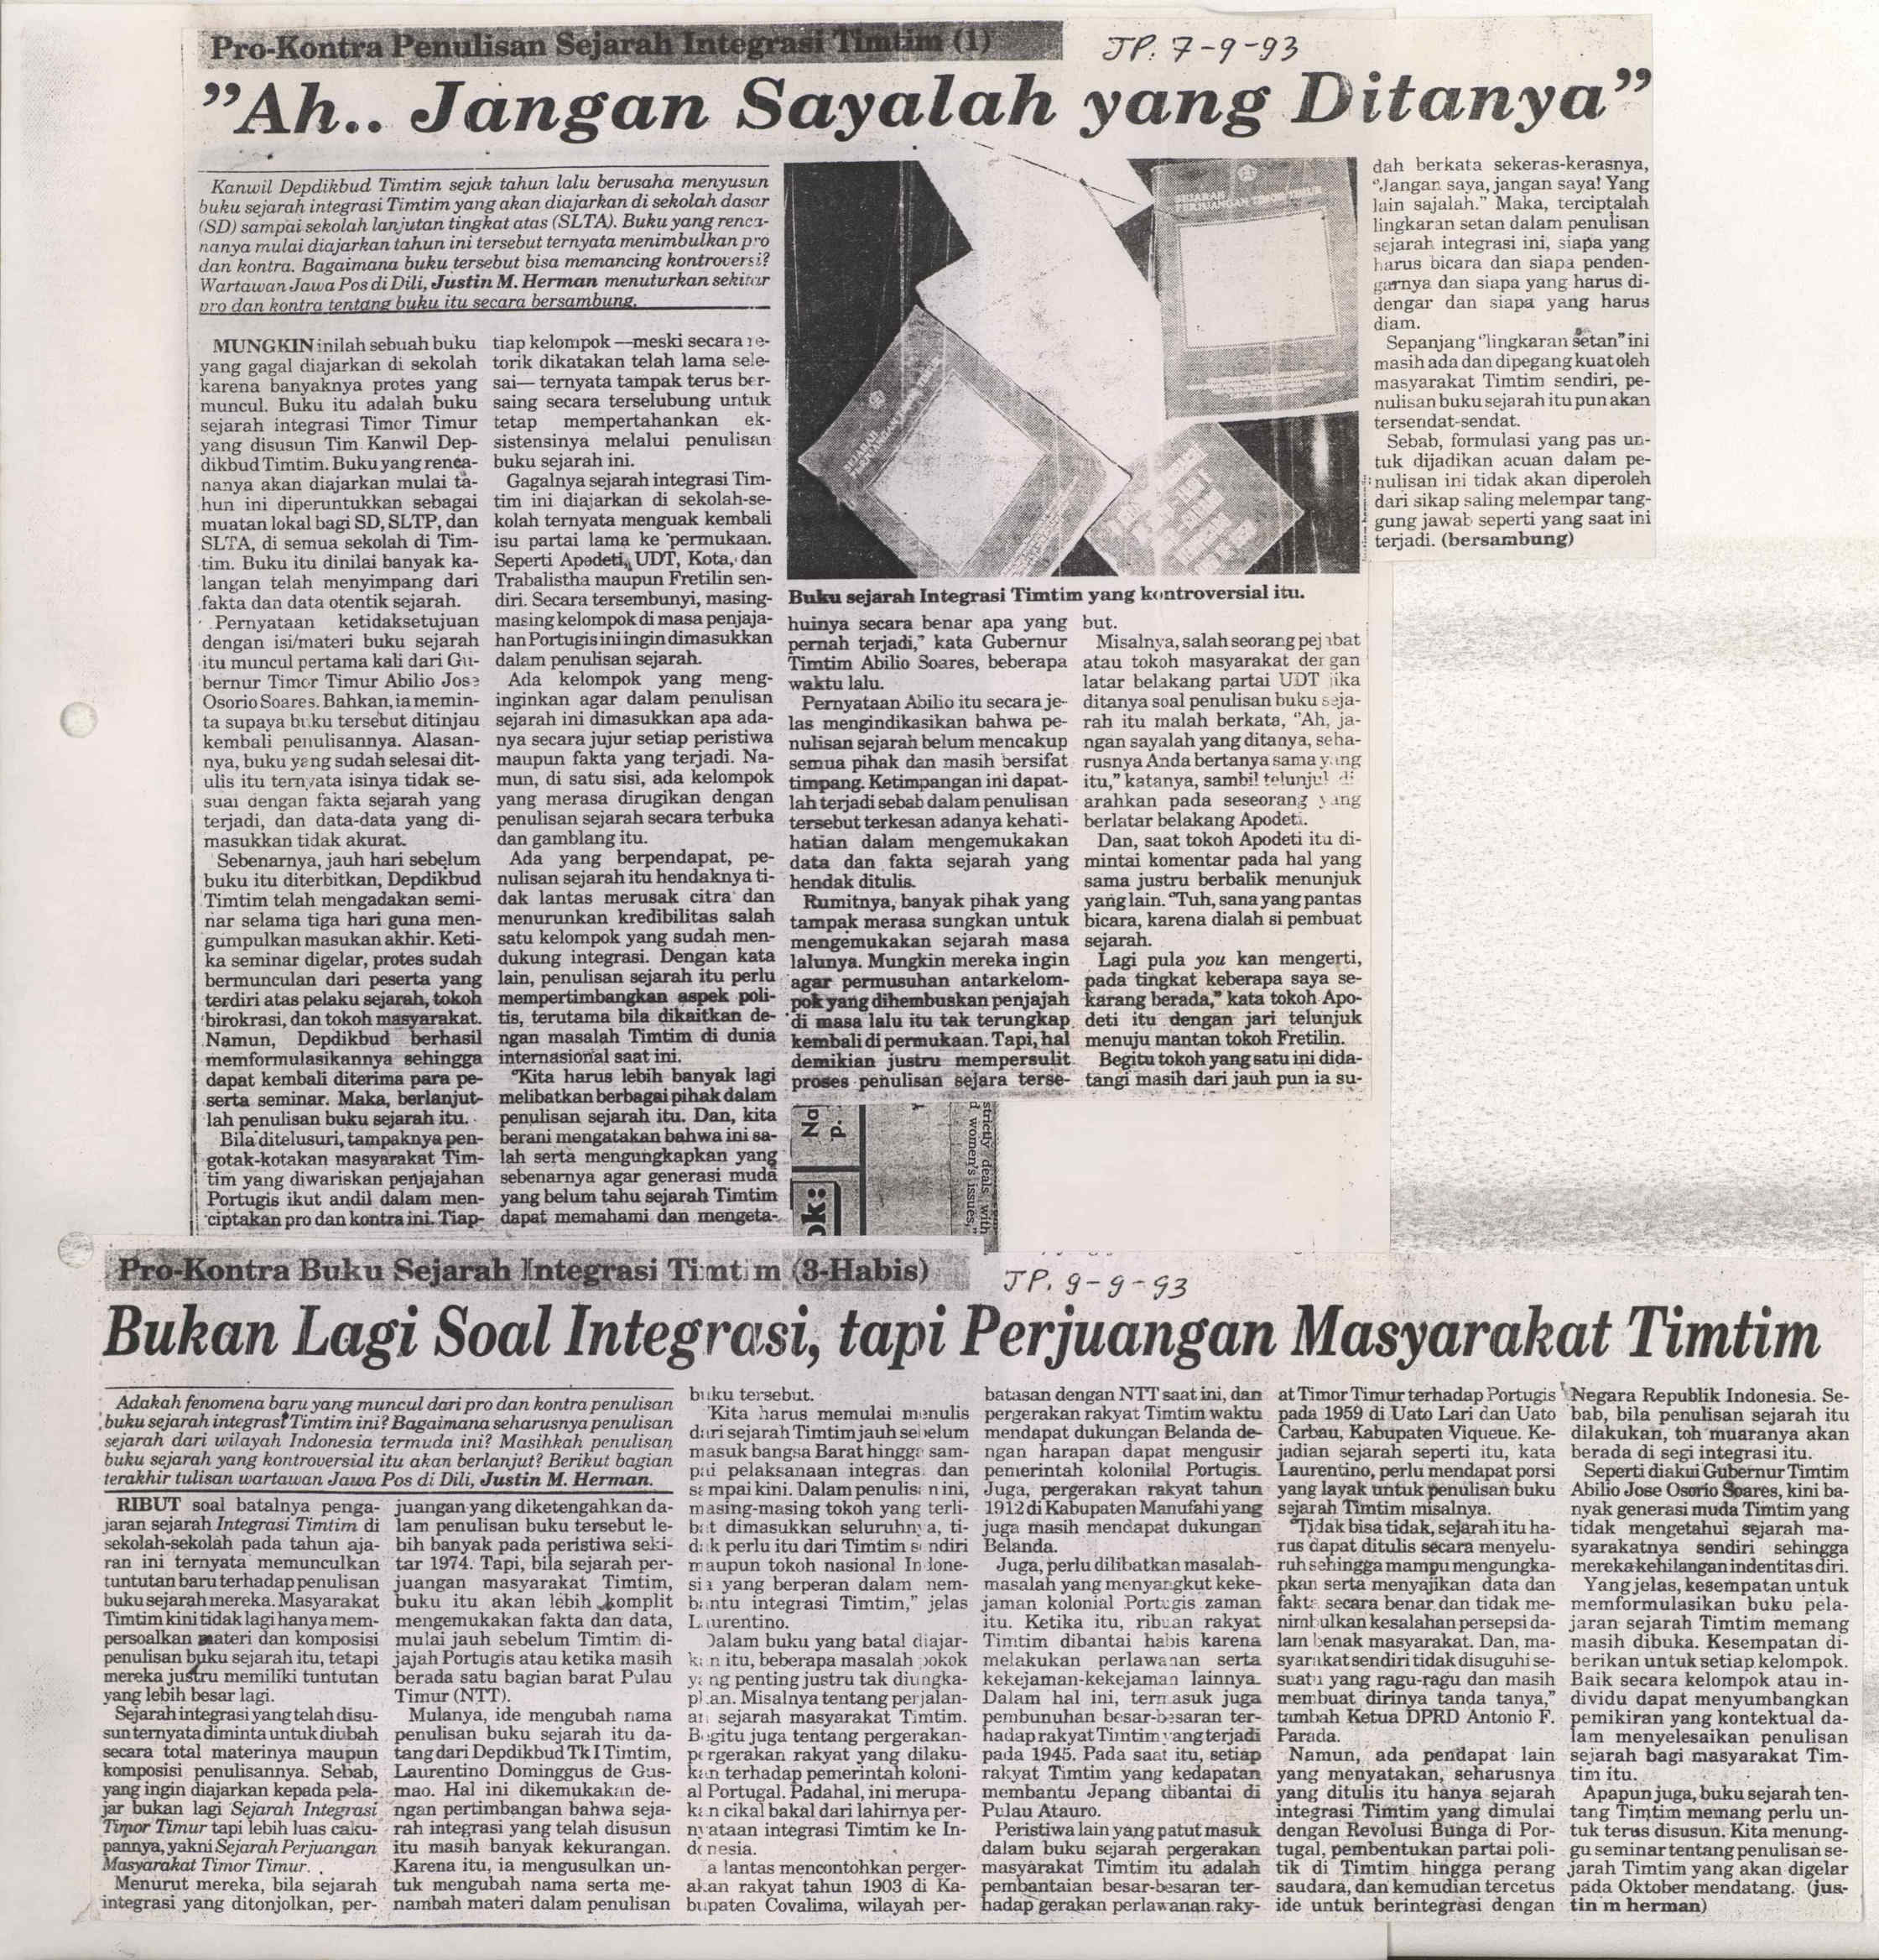 Pro-Kontra Penulisan Sejarah Integrasi Timtim (1)
JP. 7-9-93
"Ah.. Jangan Sayalah yang Ditanya"
Kanwil Depdikbud Timtim sejak tahun lalu berusaha menyusun
buku sejarah integrasi Timtim yang akan diajarkan di sekolah dasar
(SD) sampai sekolah lanjutan tingkat atas (SLTA). Buku yang renca-
nanya mulai diajarkan tahun ini tersebut ternyata menimbulkan pro
dan kontra. Bagaimana buku tersebut bisa memancing kontroversi?
Wartawan Jawa Pos di Dili, Justin M. Herman menuturkan sekitar
pro dan kontra tentang buku itu secara bersambung.
MUNGKIN inilah sebuah buku
yang gagal diajarkan di sekolah
karena banyaknya protes yang
muncul. Buku itu adalah buku
sejarah integrasi Timor Timur
yang disusun Tim Kanwil Dep-
dikbud Timtim. Buku yang renca-
nanya akan diajarkan mulai ta-
hun ini diperuntukkan sebagai
muatan lokal bagi SD, SLTP, dan
SLTA, di semua sekolah di Tim-
tim. Buku itu dinilai banyak ka-
langan telah menyimpang dari
fakta dan data otentik sejarah.
Pernyataan ketidaksetujuan
dengan isi/materi buku sejarah
itu muncul pertama kali dari Gu-
bernur Timor Timur Abilio Jose
Osorio Soares. Bahkan, ia memin-
ta supaya buku tersebut ditinjau
kembali penulisannya. Alasan-
nya, buku yang sudah selesai dit-
ulis itu ternyata isinya tidak se-
suai dengan fakta sejarah yang
terjadi, dan data-data yang di-
masukkan tidak akurat.
Sebenarnya, jauh hari sebelum
buku itu diterbitkan, Depdikbud
Timtim telah mengadakan semi-
nar selama tiga hari guna men-
gumpulkan masukan akhir. Keti-
ka seminar digelar, protes sudah
bermunculan dari peserta yang
terdiri atas pelaku sejarah, tokoh
birokrasi, dan tokoh masyarakat.
Namun, Depdikbud berhasil
memformulasikannya sehingga
dapat kembali diterima para pe-
serta seminar. Maka, berlanjut-
lah penulisan buku sejarah itu.
Bila ditelusuri, tampaknya pen-
gotak-kotakan masyarakat Tim-
tim yang diwariskan penjajahan
Portugis ikut andil dalam men-
ciptakan pro dan kontra ini. Tiap-
tiap kelompok —meski secara re-
torik dikatakan telah lama sele-
sai— ternyata tampak terus ber-
saing secara terselubung untuk
tetap mempertahankan ek-
sistensinya melalui penulisan
buku sejarah ini.
Gagalnya sejarah integrasi Tim-
tim ini diajarkan di sekolah-se-
kolah ternyata menguak kembali
isu partai lama ke permukaan.
Seperti Apodeti, UDT, Kota, dan
Trabalistha maupun Fretilin sen-
diri. Secara tersembunyi, masing-
masing kelompok di masa penjaja-
han Portugis ini ingin dimasukkan
dalam penulisan sejarah.
Ada kelompok yang meng-
inginkan agar dalam penulisan
sejarah ini dimasukkan apa ada-
nya secara jujur setiap peristiwa
maupun fakta yang terjadi. Na-
mun, di satu sisi, ada kelompok
yang merasa dirugikan dengan
penulisan sejarah secara terbuka
dan gamblang itu.
Ada yang berpendapat, pe-
nulisan sejarah itu hendaknya ti-
dak lantas merusak citra dan
menurunkan kredibilitas salah
satu kelompok yang sudah men-
dukung integrasi. Dengan kata
lain, penulisan sejarah itu perlu
mempertimbangkan aspek poli-
tis, terutama bila dikaitkan de-
ngan masalah Timtim di dunia
internasional saat ini.
"Kita harus lebih banyak lagi
melibatkan berbagai pihak dalam
penulisan sejarah itu. Dan, kita
berani mengatakan bahwa ini sa-
lah serta mengungkapkan yang
sebenarnya agar generasi muda
yang belum tahu sejarah Timtim
dapat memahami dan mengeta-
SEJARAH
PERJUANGAN TIMOR TIMUR
Buku sejarah Integrasi Timtim yang kontroversial itu.
huinya secara benar apa yang
pernah terjadi," kata Gubernur
Timtim Abilio Soares, beberapa
waktu lalu.
Pernyataan Abilio itu secara je-
las mengindikasikan bahwa pe-
nulisan sejarah belum mencakup
semua pihak dan masih bersifat
timpang. Ketimpangan ini dapat-
lah terjadi sebab dalam penulisan
tersebut terkesan adanya kehati-
hatian dalam mengemukakan
data dan fakta sejarah yang
hendak ditulis.
Rumitnya, banyak pihak yang
tampak merasa sungkan untuk
mengemukakan sejarah masa
lalunya. Mungkin mereka ingin
agar permusuhan antarkelom-
pok yang dihembuskan penjajah
di masa lalu itu tak terungkap
kembali di permukaan. Tapi, hal
demikian justru mempersulit
proses penulisan sejara terse-
but.
Misalnya, salah seorang pejabat
atau tokoh masyarakat dengan
latar belakang partai UDT jika
ditanya soal penulisan buku seja-
rah itu malah berkata, "Ah, ja-
ngan sayalah yang ditanya, seha-
rusnya Anda bertanya sama yang
itu," katanya, sambil telunjuk di
arahkan pada seseorang yang
berlatar belakang Apodeti.
Dan, saat tokoh Apodeti itu di-
mintai komentar pada hal yang
sama justru berbalik menunjuk
yang lain. "Tuh, sana yang pantas
bicara, karena dialah si pembuat
sejarah.
Lagi pula you kan mengerti,
pada tingkat keberapa saya se-
karang berada," kata tokoh Apo-
deti itu dengan jari telunjuk
menuju mantan tokoh Fretilin.
Begitu tokoh yang satu ini dida-
tangi masih dari jauh pun ia su-
dah berkata sekeras-kerasnya,
"Jangan saya, jangan saya! Yang
lain sajalah." Maka, terciptalah
lingkaran setan dalam penulisan
sejarah integrasi ini, siapa yang
harus bicara dan siapa penden-
garnya dan siapa yang harus di-
dengar dan siapa yang harus
diam.
Sepanjang "lingkaran setan" ini
masih ada dan dipegang kuat oleh
masyarakat Timtim sendiri, pe-
nulisan buku sejarah itu pun akan
tersendat-sendat.
Sebab, formulasi yang pas un-
tuk dijadikan acuan dalam pe-
nulisan ini tidak akan diperoleh
dari sikap saling melempar tang-
gung jawab seperti yang saat ini
terjadi. (bersambung)
Na
p.
ok:
strictly deals with
d women's issues,"
Pro-Kontra Buku Sejarah Integrasi Timtim (3-Habis)
JP. 9-9-93
Bukan Lagi Soal Integrasi, tapi Perjuangan Masyarakat Timtim
Adakah fenomena baru yang muncul dari pro dan kontra penulisan
buku sejarah integrasi Timtim ini? Bagaimana seharusnya penulisan
sejarah dari wilayah Indonesia termuda ini? Masihkah penulisan
buku sejarah yang kontroversial itu akan berlanjut? Berikut bagian
terakhir tulisan wartawan Jawa Pos di Dili, Justin M. Herman.
RIBUT soal batalnya penga-
jaran sejarah Integrasi Timtim di
sekolah-sekolah pada tahun aja-
ran ini ternyata memunculkan
tuntutan baru terhadap penulisan
buku sejarah mereka. Masyarakat
Timtim kini tidak lagi hanya mem-
persoalkan materi dan komposisi
penulisan buku sejarah itu, tetapi
mereka justru memiliki tuntutan
yang lebih besar lagi.
Sejarah integrasi yang telah disu-
sun ternyata diminta untuk diubah
secara total materinya maupun
komposisi penulisannya. Sebab,
yang ingin diajarkan kepada pela-
jar bukan lagi Sejarah Integrasi
Timor Timur tapi lebih luas caku-
pannya, yakni Sejarah Perjuangan
Masyarakat Timor Timur.
Menurut mereka, bila sejarah
integrasi yang ditonjolkan, per-
juangan yang diketengahkan da-
lam penulisan buku tersebut le-
bih banyak pada peristiwa seki-
tar 1974. Tapi, bila sejarah per-
juangan masyarakat Timtim,
buku itu akan lebih komplit
mengemukakan fakta dan data,
mulai jauh sebelum Timtim di-
jajah Portugis atau ketika masih
berada satu bagian barat Pulau
Timur (NTT).
Mulanya, ide mengubah nama
penulisan buku sejarah itu da-
tang dari Depdikbud Tk I Timtim,
Laurentino Dominggus de Gus-
mao. Hal ini dikemukakan de-
ngan pertimbangan bahwa seja-
rah integrasi yang telah disusun
itu masih banyak kekurangan.
Karena itu, ia mengusulkan un-
tuk mengubah nama serta me-
nambah materi dalam penulisan
buku tersebut.
"Kita harus memulai menulis
dari sejarah Timtim jauh sebelum
masuk bangsa Barat hingga sam-
pai pelaksanaan integrasi dan
sampai kini. Dalam penulisan ini,
masing-masing tokoh yang terli-
bat dimasukkan seluruhnya, ti-
dak perlu itu dari Timtim sendiri
maupun tokoh nasional Indone-
sia yang berperan dalam mem-
bantu integrasi Timtim," jelas
Laurentino.
Dalam buku yang batal diajar-
kan itu, beberapa masalah pokok
yang penting justru tak diungka-
pkan. Misalnya tentang perjalan-
an sejarah masyarakat Timtim.
Begitu juga tentang pergerakan-
pergerakan rakyat yang dilaku-
kan terhadap pemerintah koloni-
al Portugal. Padahal, ini merupa-
kan cikal bakal dari lahirnya per-
nyataan integrasi Timtim ke In-
donesia.
Ia lantas mencontohkan perger-
akan rakyat tahun 1903 di Ka-
bupaten Covalima, wilayah per-
batasan dengan NTT saat ini, dan
pergerakan rakyat Timtim waktu
mendapat dukungan Belanda de-
ngan harapan dapat mengusir
pemerintah kolonilal Portugis.
Juga, pergerakan rakyat tahun
1912 di Kabupaten Manufahi yang
juga masih mendapat dukungan
Belanda.
Juga, perlu dilibatkan masalah-
masalah yang menyangkut keke-
jaman kolonial Portugis zaman
itu. Ketika itu, ribuan rakyat
Timtim dibantai habis karena
melakukan perlawanan serta
kekejaman-kekejaman lainnya.
Dalam hal ini, termasuk juga
pembunuhan besar-besaran ter-
hadap rakyat Timtim yang terjadi
pada 1945. Pada saat itu, setiap
rakyat Timtim yang kedapatan
membantu Jepang dibantai di
Pulau Atauro.
Peristiwa lain yang patut masuk
dalam buku sejarah pergerakan
masyarakat Timtim itu adalah
pembantaian besar-besaran ter-
hadap gerakan perlawanan raky-
at Timor Timur terhadap Portugis
pada 1959 di Uato Lari dan Uato
Carbau, Kabupaten Viqueque. Ke-
jadian sejarah seperti itu, kata
Laurentino, perlu mendapat porsi
yang layak untuk penulisan buku
sejarah Timtim misalnya.
"Tidak bisa tidak, sejarah itu ha-
rus dapat ditulis secara menyelu-
ruh sehingga mampu mengungka-
pkan serta menyajikan data dan
fakta secara benar dan tidak me-
nimbulkan kesalahan persepsi da-
lam benak masyarakat. Dan, ma-
syarakat sendiri tidak disuguhi se-
suatu yang ragu-ragu dan masih
membuat dirinya tanda tanya,"
tambah Ketua DPRD Antonio F.
Parada.
Namun, ada pendapat lain
yang menyatakan, seharusnya
yang ditulis itu hanya sejarah
integrasi Timtim yang dimulai
dengan Revolusi Bunga di Por-
tugal, pembentukan partai poli-
tik di Timtim hingga perang
saudara, dan kemudian tercetus
ide untuk berintegrasi dengan
Negara Republik Indonesia. Se-
bab, bila penulisan sejarah itu
dilakukan, toh muaranya akan
berada di segi integrasi itu.
Seperti diakui Gubernur Timtim
Abilio Jose Osorio Soares, kini ba-
nyak generasi muda Timtim yang
tidak mengetahui sejarah ma-
syarakatnya sendiri sehingga
mereka kehilangan indentitas diri.
Yang jelas, kesempatan untuk
memformulasikan buku pela-
jaran sejarah Timtim memang
masih dibuka. Kesempatan di-
berikan untuk setiap kelompok.
Baik secara kelompok atau in-
dividu dapat menyumbangkan
pemikiran yang kontektual da-
lam menyelesaikan penulisan
sejarah bagi masyarakat Tim-
tim itu.
Apapun juga, buku sejarah ten-
tang Timtim memang perlu un-
tuk terus disusun. Kita menung-
gu seminar tentang penulisan se-
jarah Timtim yang akan digelar
pada Oktober mendatang. (jus-
tin m herman)